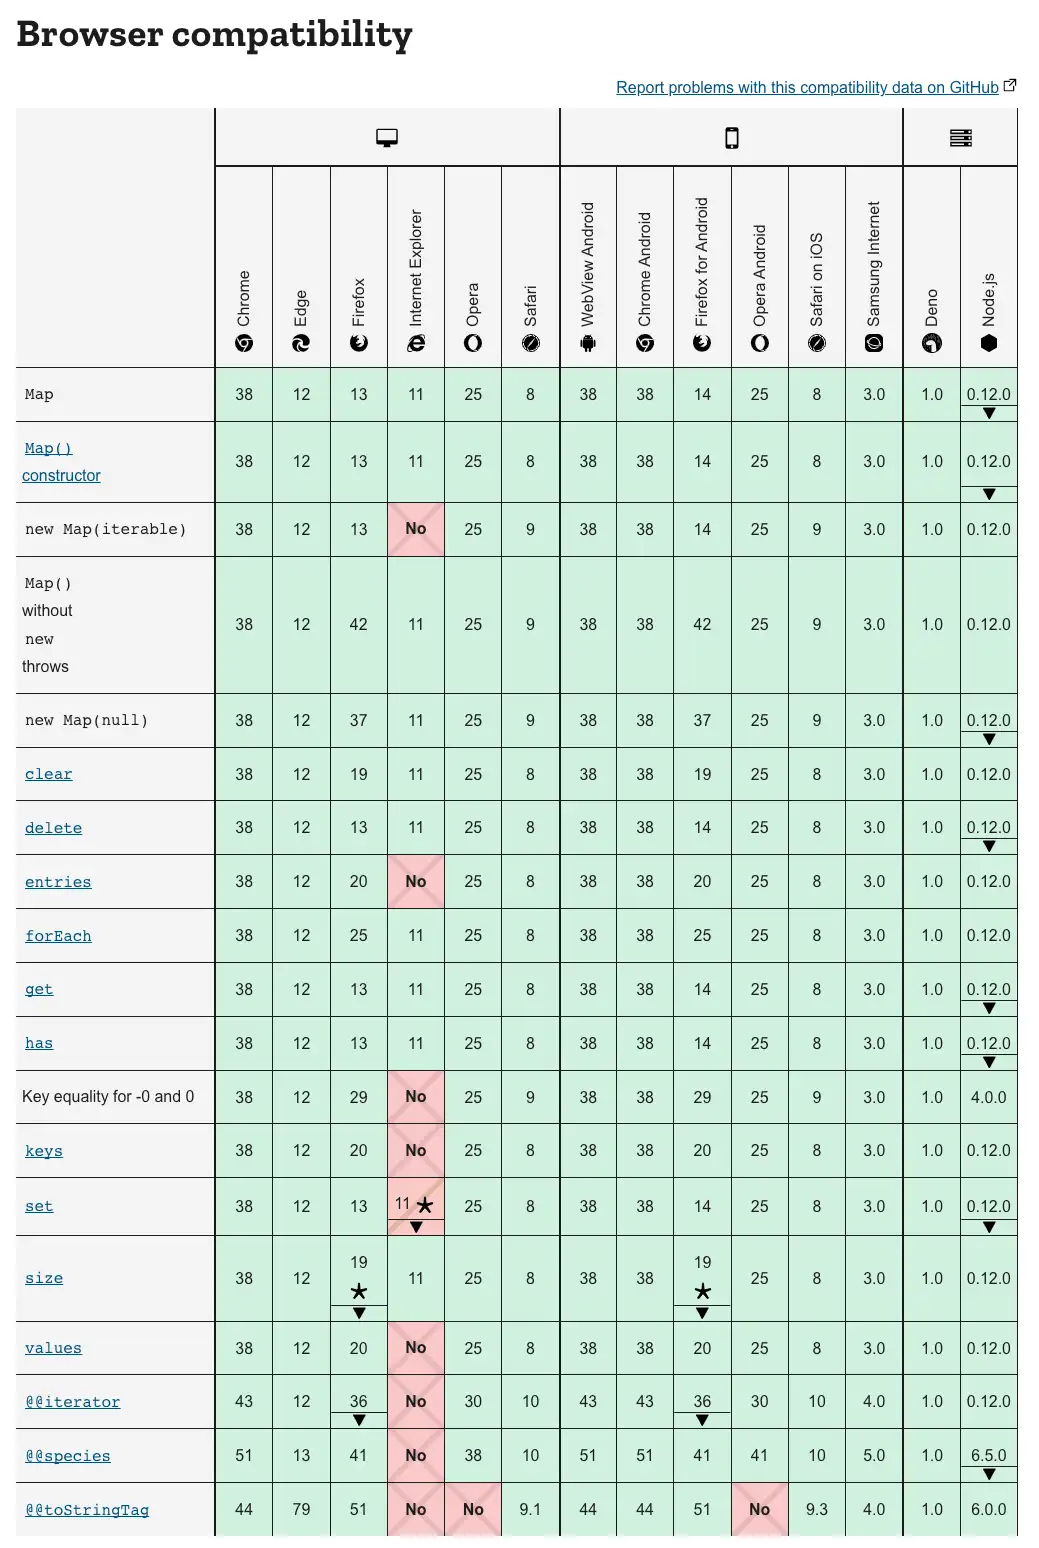 Browser compatibility
Report problems with this compatibility data on GitHub
Chrome
Edge
Firefox
Internet Explorer
Opera
Safari
WebView Android
Chrome Android
Firefox for Android
Opera Android
Safari on iOS
Samsung Internet
Deno
Node.js
Map 38 12 13 11 25 8 38 38 14 25 8 3.0 1.0 0.12.0
Map()
constructor 38 12 13 11 25 8 38 38 14 25 8 3.0 1.0 0.12.0
new Map(iterable) 38 12 13 No 25 9 38 38 14 25 9 3.0 1.0 0.12.0
Map()
without
new
throws 38 12 42 11 25 9 38 38 42 25 9 3.0 1.0 0.12.0
new Map(null) 38 12 37 11 25 9 38 38 37 25 9 3.0 1.0 0.12.0
clear 38 12 19 11 25 8 38 38 19 25 8 3.0 1.0 0.12.0
delete 38 12 13 11 25 8 38 38 14 25 8 3.0 1.0 0.12.0
entries 38 12 20 No 25 8 38 38 20 25 8 3.0 1.0 0.12.0
forEach 38 12 25 11 25 8 38 38 25 25 8 3.0 1.0 0.12.0
get 38 12 13 11 25 8 38 38 14 25 8 3.0 1.0 0.12.0
has 38 12 13 11 25 8 38 38 14 25 8 3.0 1.0 0.12.0
Key equality for -0 and 0 38 12 29 No 25 9 38 38 29 25 9 3.0 1.0 4.0.0
keys 38 12 20 No 25 8 38 38 20 25 8 3.0 1.0 0.12.0
set 38 12 13 11 25 8 38 38 14 25 8 3.0 1.0 0.12.0
size 38 12 19 11 25 8 38 38 19 25 8 3.0 1.0 0.12.0
values 38 12 20 No 25 8 38 38 20 25 8 3.0 1.0 0.12.0
@@iterator 43 12 36 No 30 10 43 43 36 30 10 4.0 1.0 0.12.0
@@species 51 13 41 No 38 10 51 51 41 41 10 5.0 1.0 6.5.0
@@toStringTag 44 79 51 No No 9.1 44 44 51 No 9.3 4.0 1.0 6.0.0